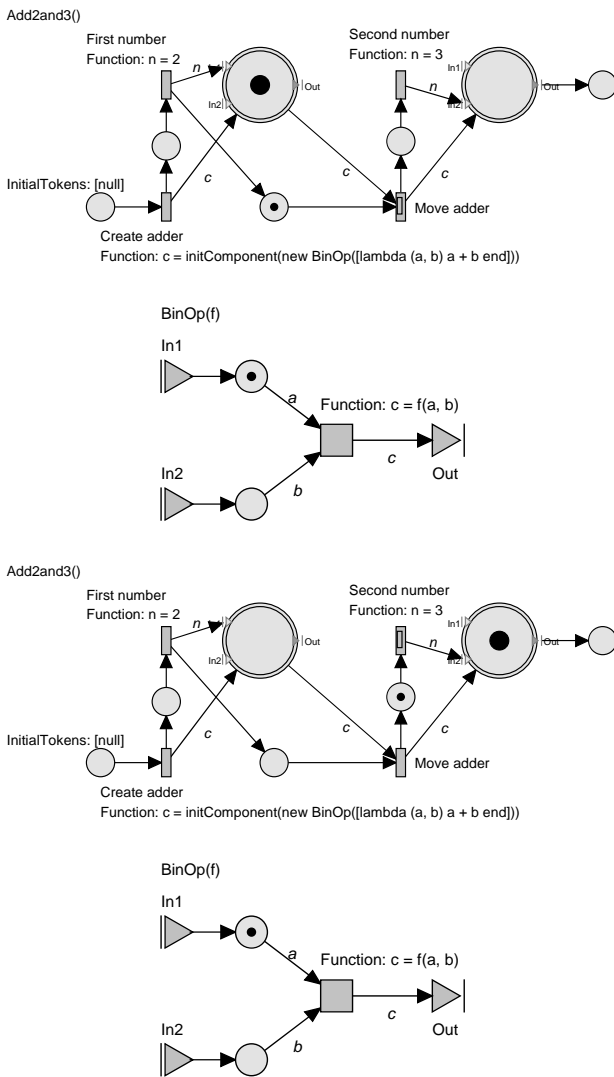 Add2and3()
First number
Function: n = 2
Second number
Function: n = 3
n
In1
In2
Out
n
In1
In2
Out
c
c
c
InitialTokens: [null]
Create adder
Move adder
Function: c = initComponent(new BinOp([lambda (a, b) a + b end]))
BinOp(f)
In1
a
Function: c = f(a, b)
In2
b
c
Out
Add2and3()
First number
Function: n = 2
Second number
Function: n = 3
n
In1
In2
Out
n
In1
In2
Out
c
c
c
InitialTokens: [null]
Create adder
Move adder
Function: c = initComponent(new BinOp([lambda (a, b) a + b end]))
BinOp(f)
In1
a
Function: c = f(a, b)
In2
b
c
Out